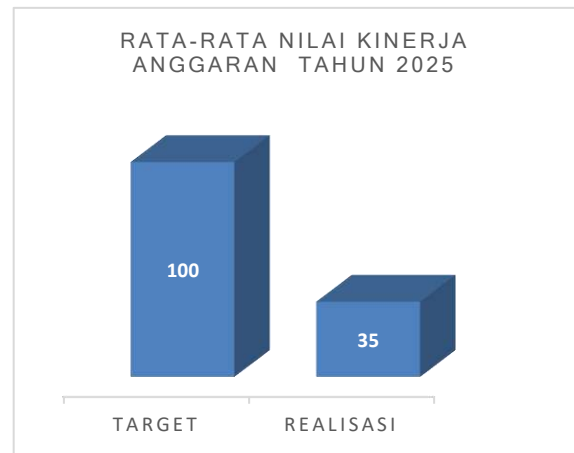 RATA-RATA NILAI KINERJA
ANGGARAN TAHUN 2025
100
35
TARGET
REALISASI